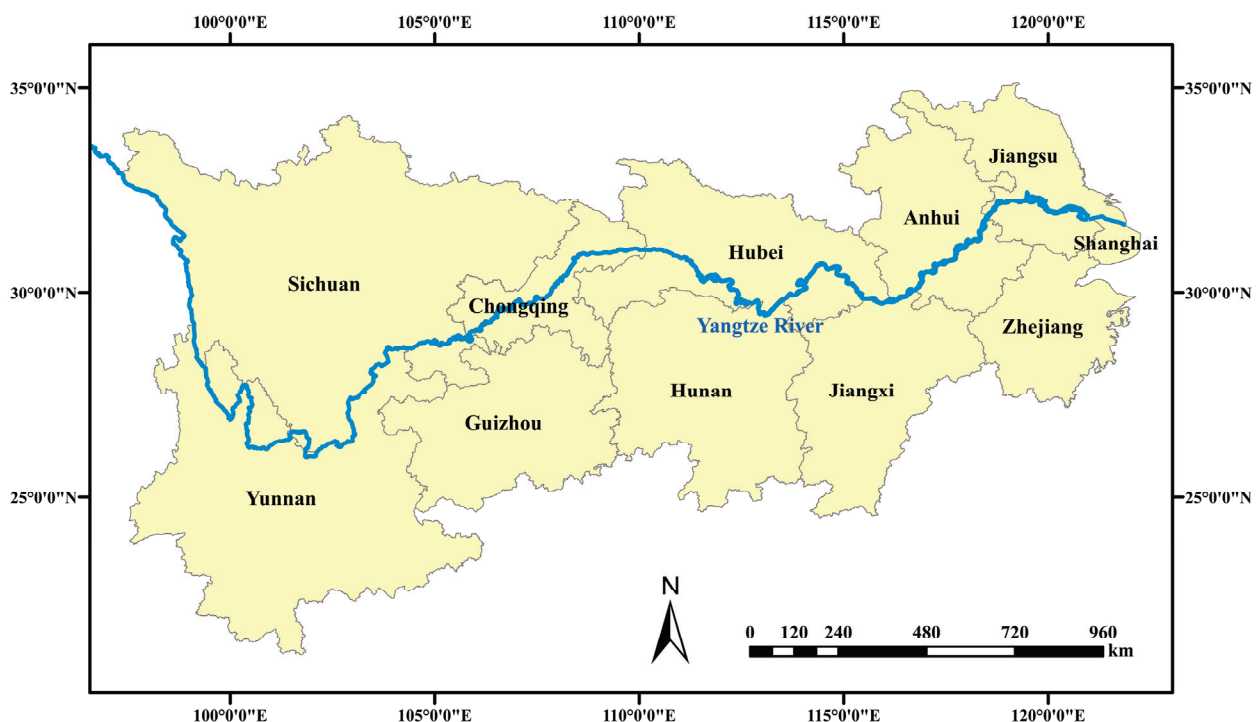 100°0'0"E 105°0'0"E 110°0'0"E 115°0'0"E 120°0'0"E
35°0'0"N 35°0'0"N
Jiangsu
Anhui
Shanghai
Hubei
Sichuan
30°0'0"N 30°0'0"N
Chongqing
Yangtze River
Zhejiang
Hunan
Jiangxi
Guizhou
25°0'0"N 25°0'0"N
Yunnan
N
0 120 240 480 720 960
km
100°0'0"E 105°0'0"E 110°0'0"E 115°0'0"E 120°0'0"E